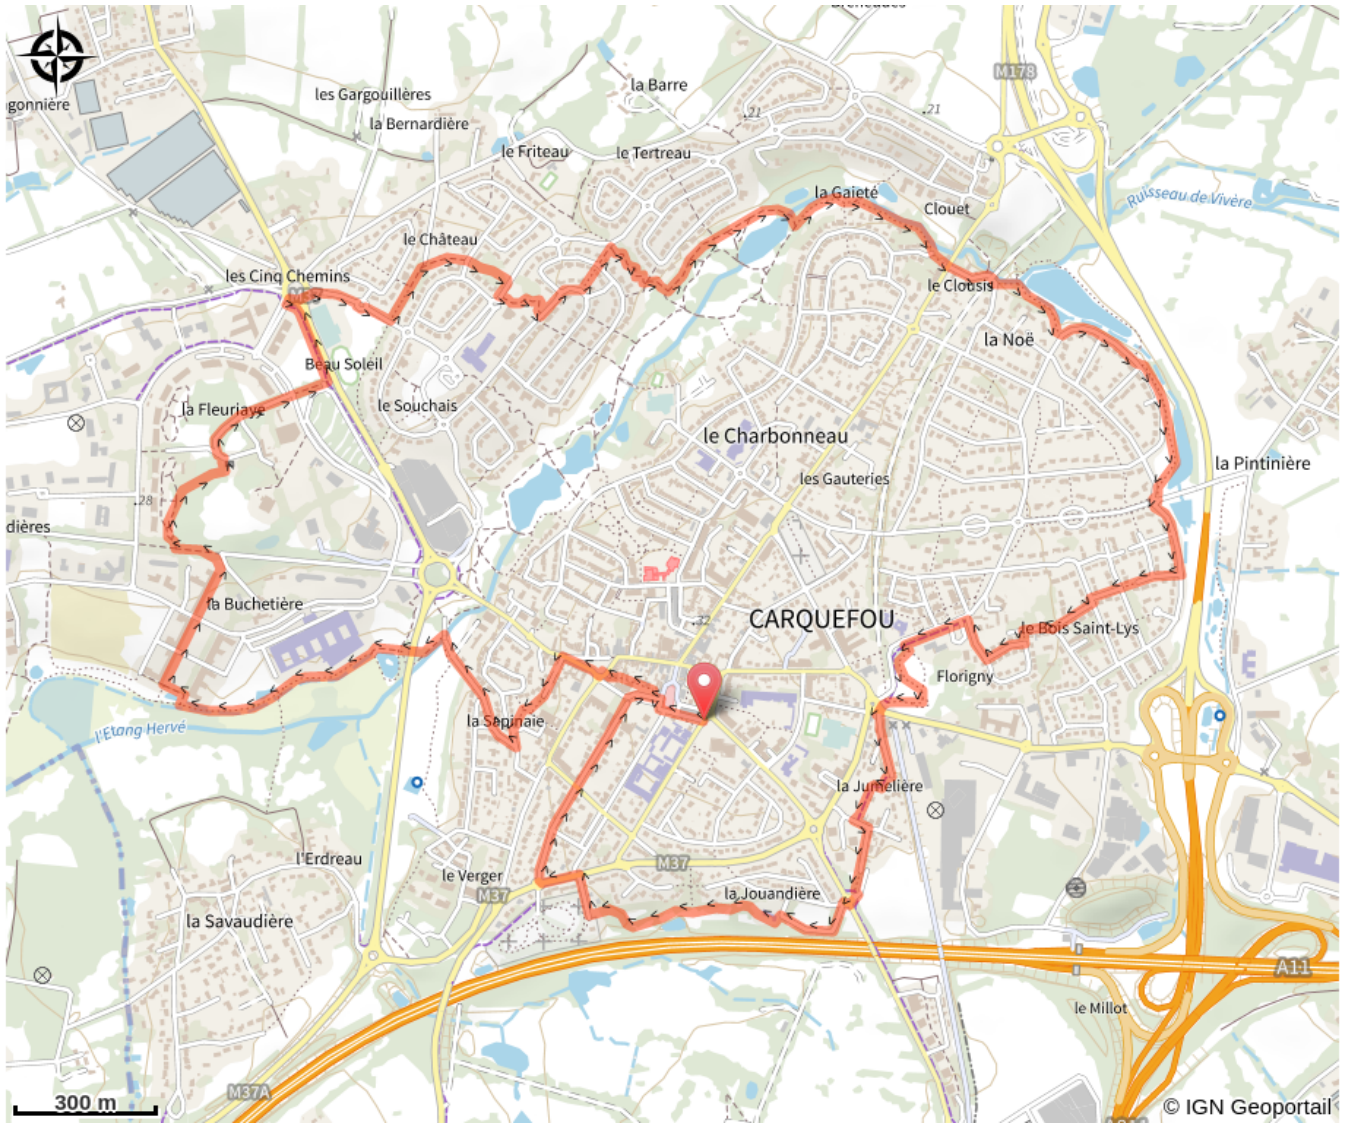 M178
la Barre
les Gargouillères
la Bernardière
gonnière
21
21
le Friteau
le Tertreau
la Gaieté
Ruisseau de Vivère
Clouet
le Château
les Cinq Chemins
le Clousis
la Noë
Beau Soleil
la Fleuriaye
le Souchais
le Charbonneau
la Pintinière
les Gauteries
28
dières
la Buchetière
32
CARQUEFOU
le Bois Saint-Lys
Florigny
la Sapinaie
l'Etang Hervé
la Jumelière
l'Erdreau
le Verger
M37
M37
la Jouandière
la Savaudière
A11
le Millot
M37A
300 m
© IGN Geoportail